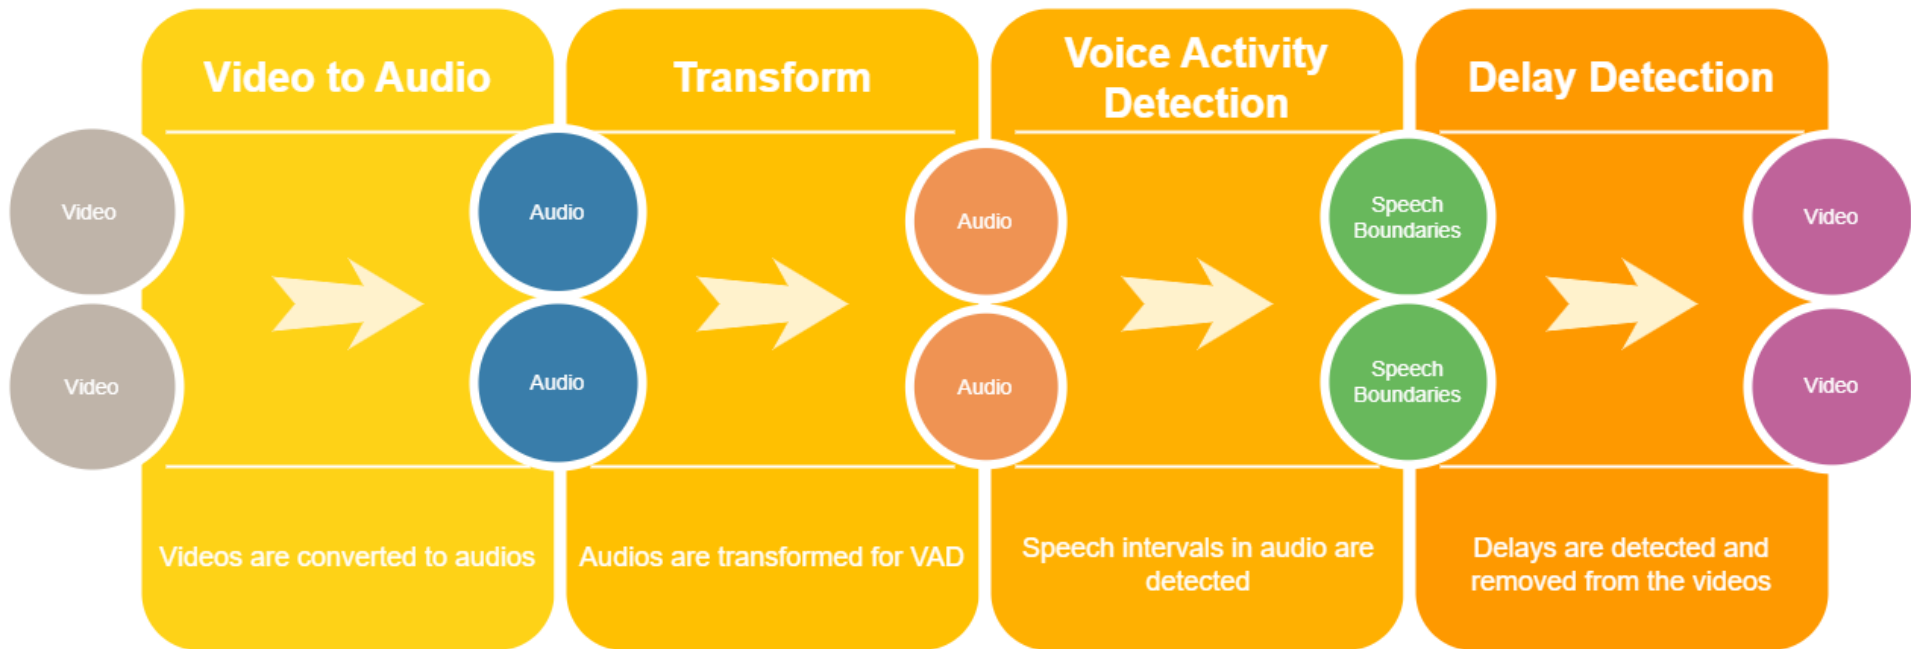 Video to Audio
Transform
Voice Activity
Detection
Delay Detection
Video
Audio
Audio
Speech
Boundaries
Video
Video
Audio
Audio
Speech
Boundaries
Video
Videos are converted to audios
Audios are transformed for VAD
Speech intervals in audio are
detected
Delays are detected and
removed from the videos